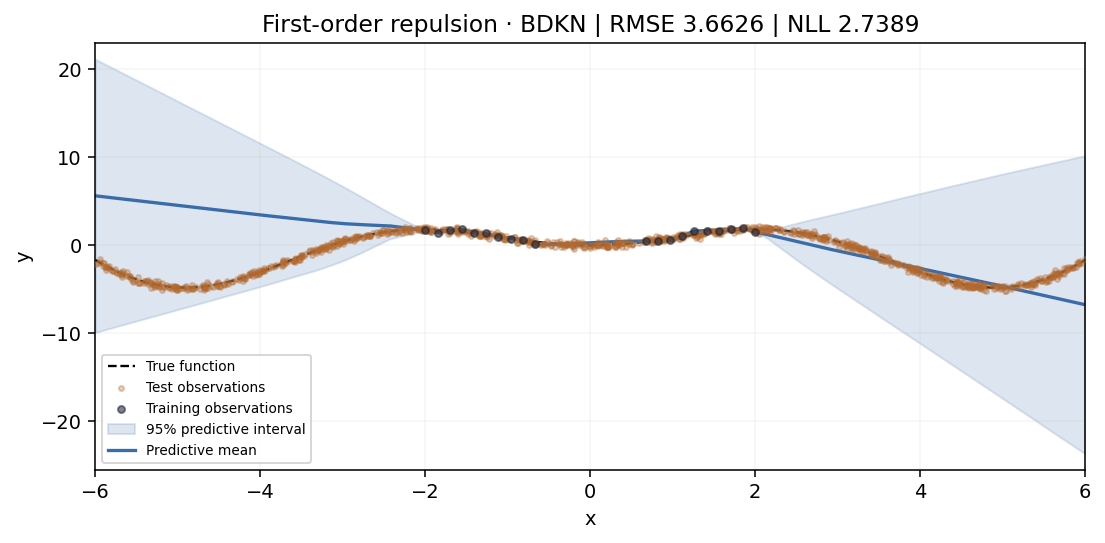 First-order repulsion · BDKN | RMSE 3.6626 | NLL 2.7389
20
10
0
−10
−20
y
True function
Test observations
Training observations
95% predictive interval
Predictive mean
−6 −4 −2 0 2 4 6
x